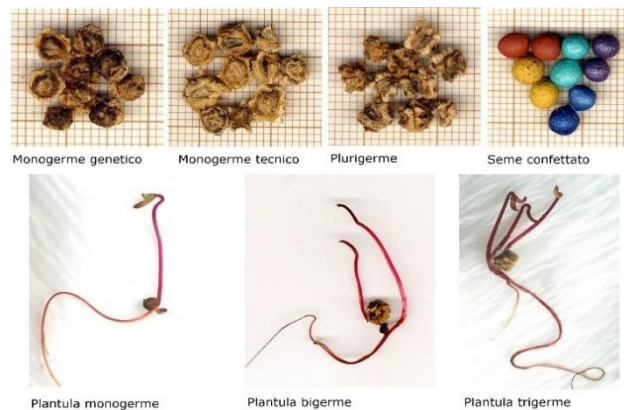 Monogerme genetico
Monogerme tecnico
Plurigerme
Seme confettato
Plantula monogerme
Plantula bigerme
Plantula trigerme